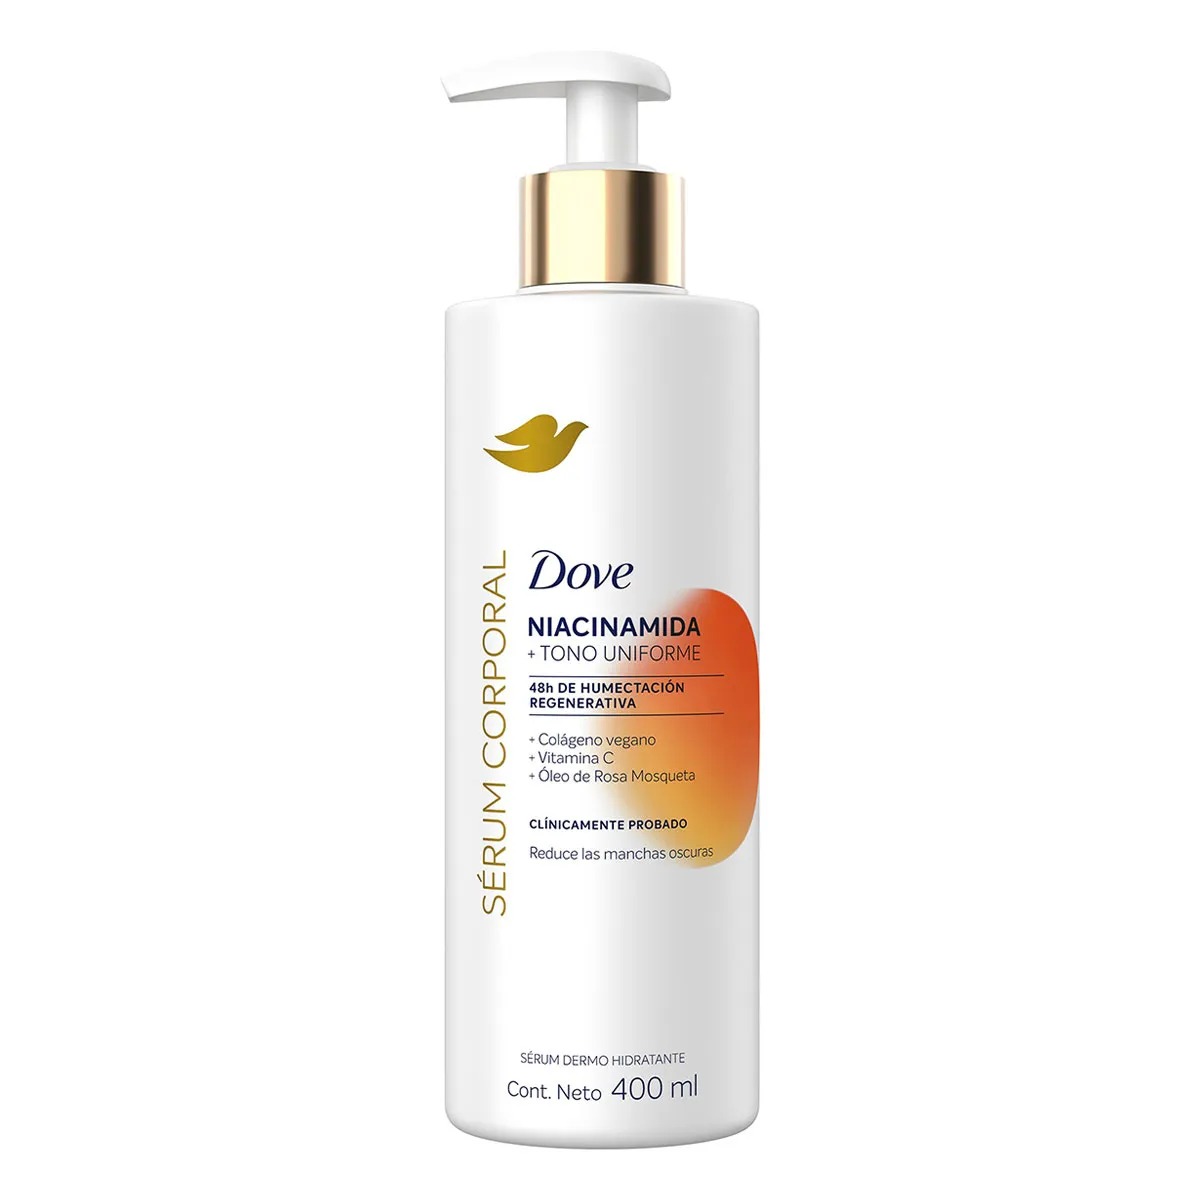 SÉRUM CORPORAL
Dove
NIACINAMIDA
+ TONO UNIFORME
48h DE HUMECTACIÓN
REGENERATIVA
+ Colágeno vegano
+ Vitamina C
+ Óleo de Rosa Mosqueta
CLÍNICAMENTE PROBADO
Reduce las manchas oscuras
SÉRUM DERMO HIDRATANTE
Cont. Neto 400 ml